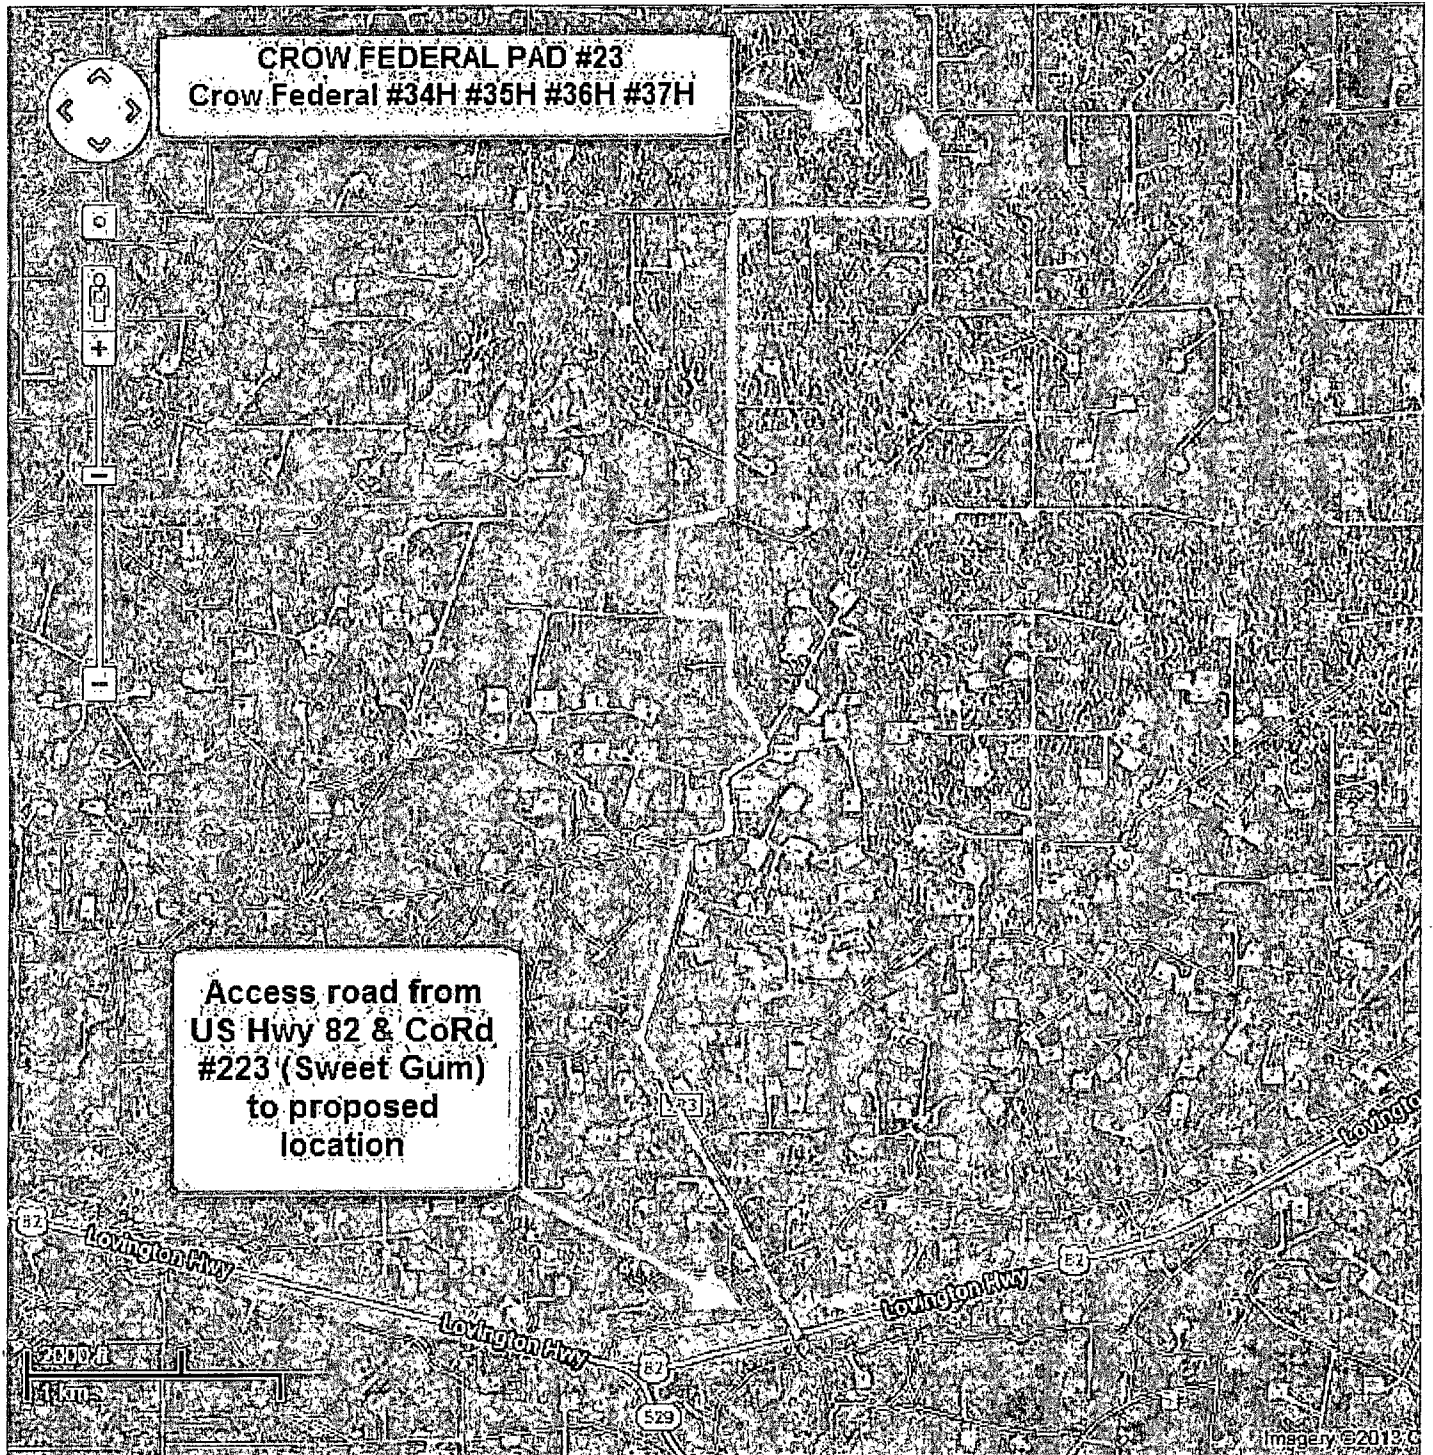 CROW FEDERAL PAD #23
Crow Federal #34H #35H #36H #37H
Access road from
US Hwy 82 & CoRd
#223 (Sweet Gum)
to proposed
location
82
Lovington Hwy
Lovington Hwy
82
Lovington Hwy
82
529
2000 ft
1 km
Imagery ©2013